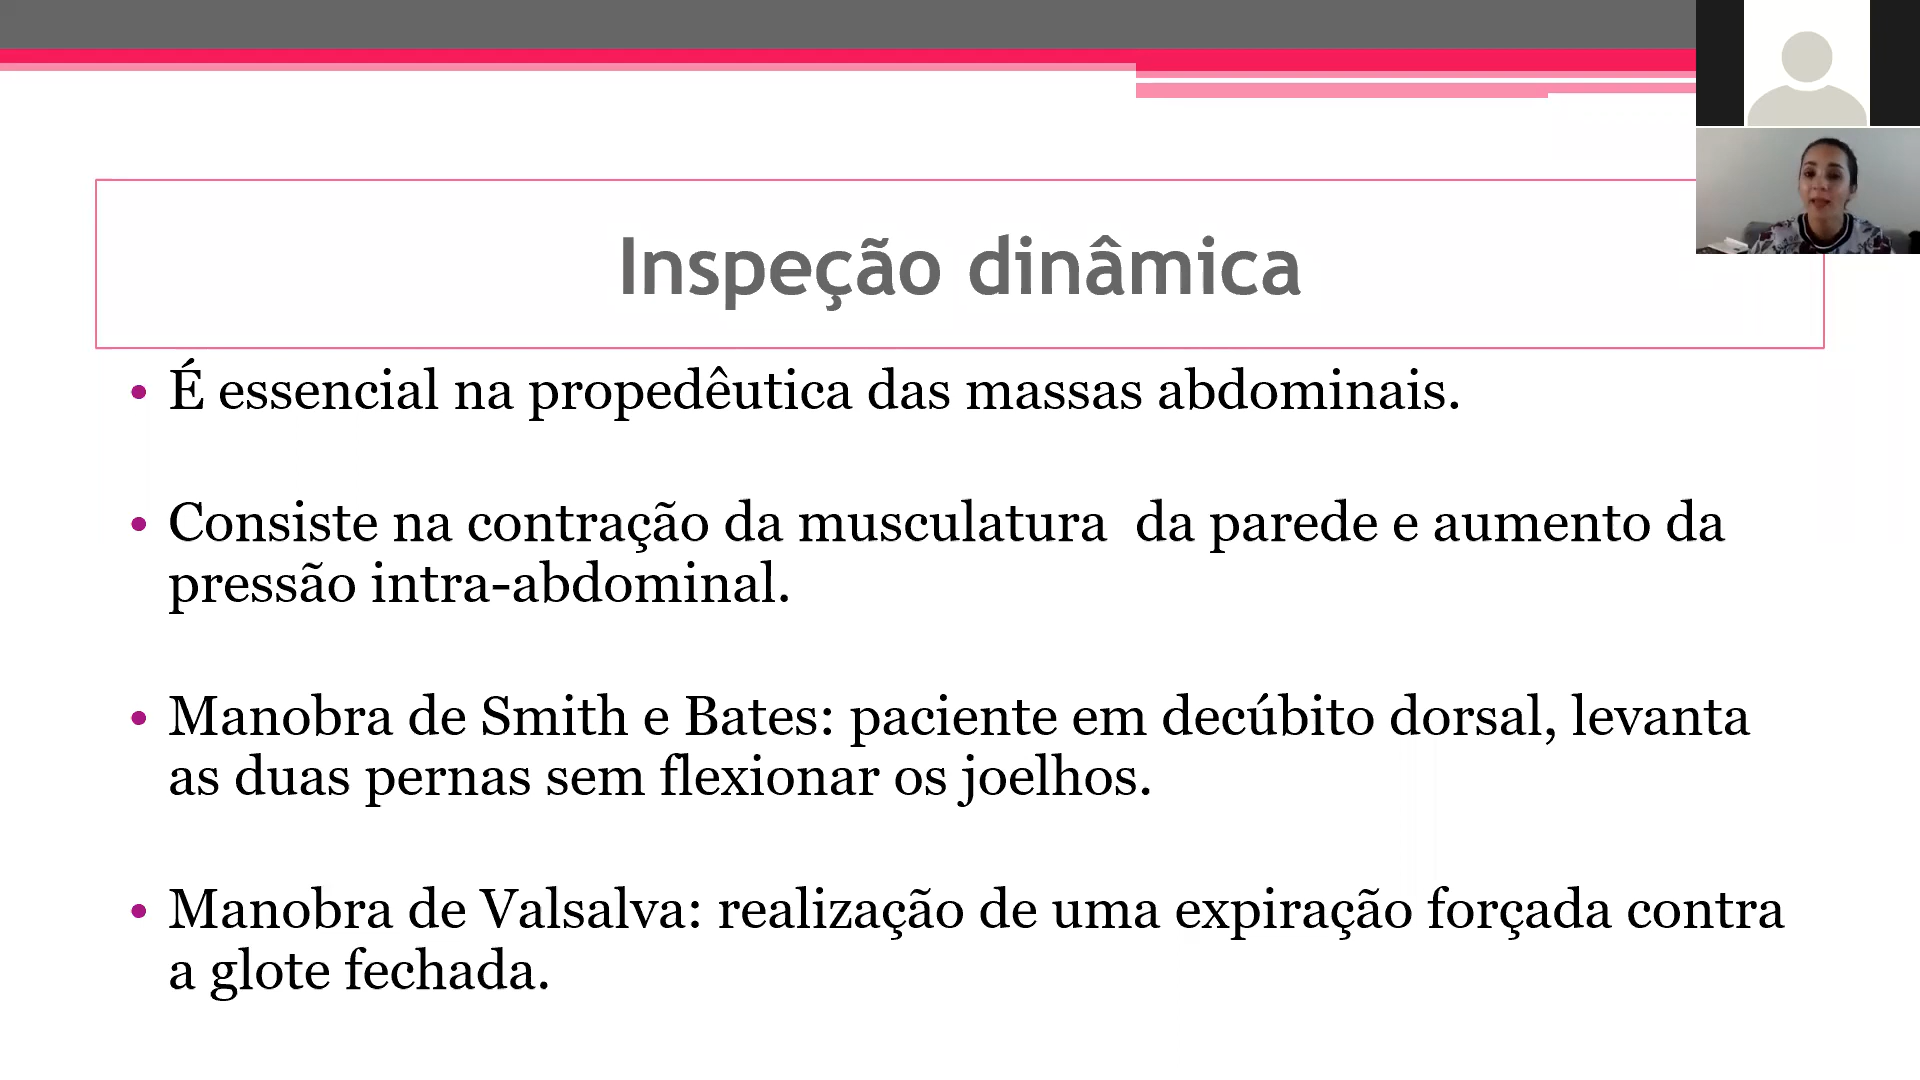 Inspeção dinâmica
• É essencial na propedêutica das massas abdominais.
• Consiste na contração da musculatura  da parede e aumento da
pressão intra-abdominal.
• Manobra de Smith e Bates: paciente em decúbito dorsal, levanta
as duas pernas sem flexionar os joelhos.
• Manobra de Valsalva: realização de uma expiração forçada contra
a glote fechada.